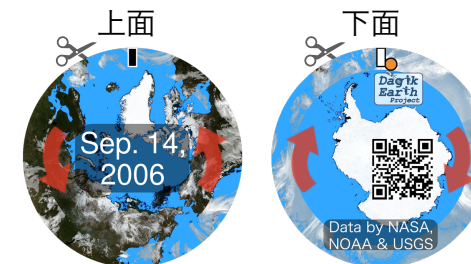 上面
下面
Sep. 14,
2006
Dagik
Earth
Project
Data by NASA,
NOAA & USGS